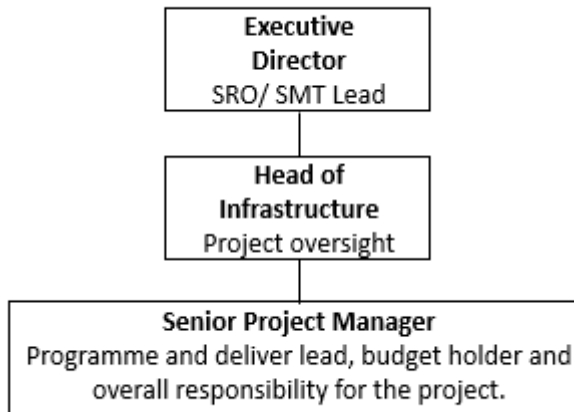 Executive
Director
SRO/ SMT Lead
Head of
Infrastructure
Project oversight
Senior Project Manager
Programme and deliver lead, budget holder and
overall responsibility for the project.